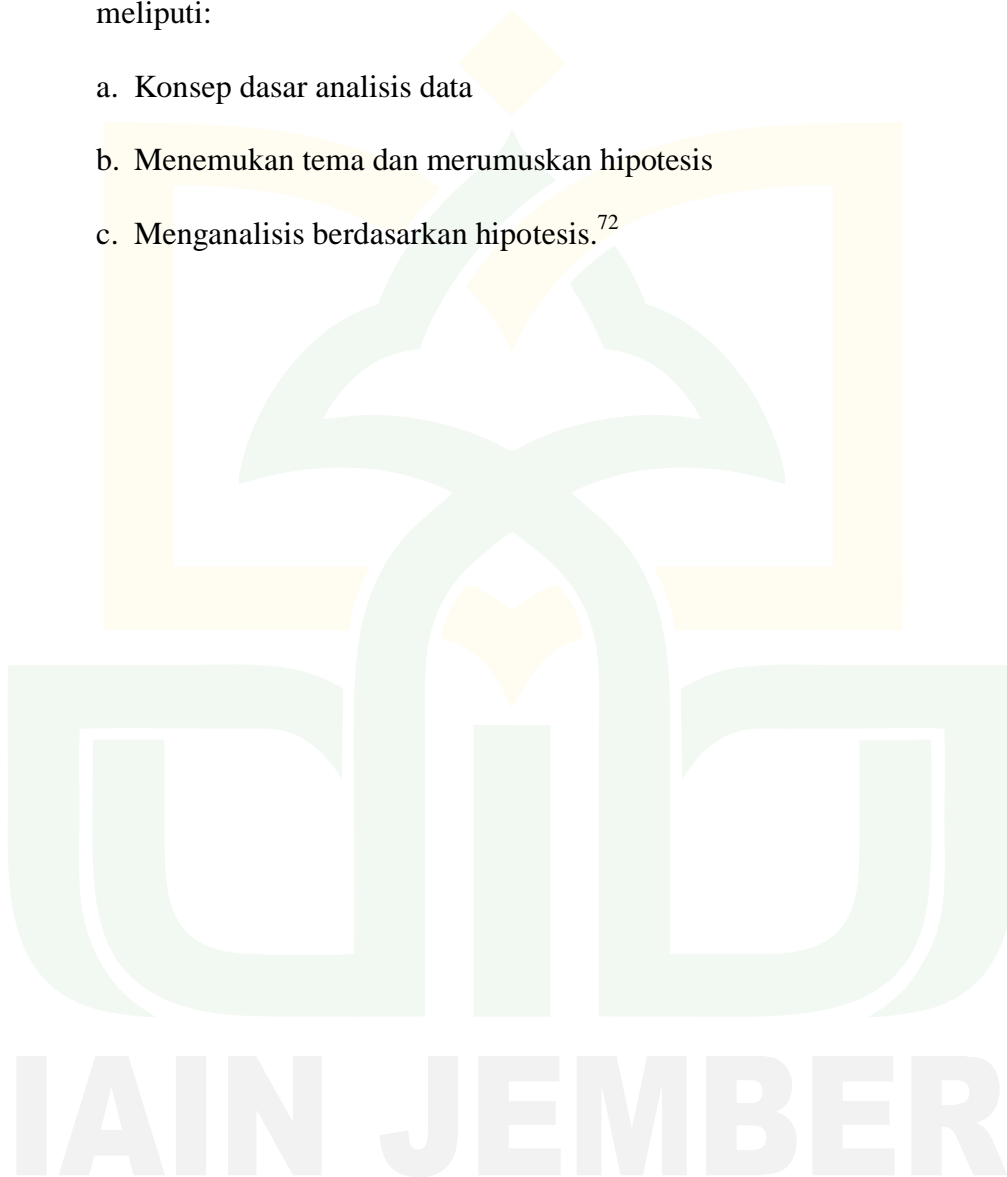 meliputi:
a. Konsep dasar analisis data
b. Menemukan tema dan merumuskan hipotesis
c. Menganalisis berdasarkan hipotesis.72
IAIN JEMBER